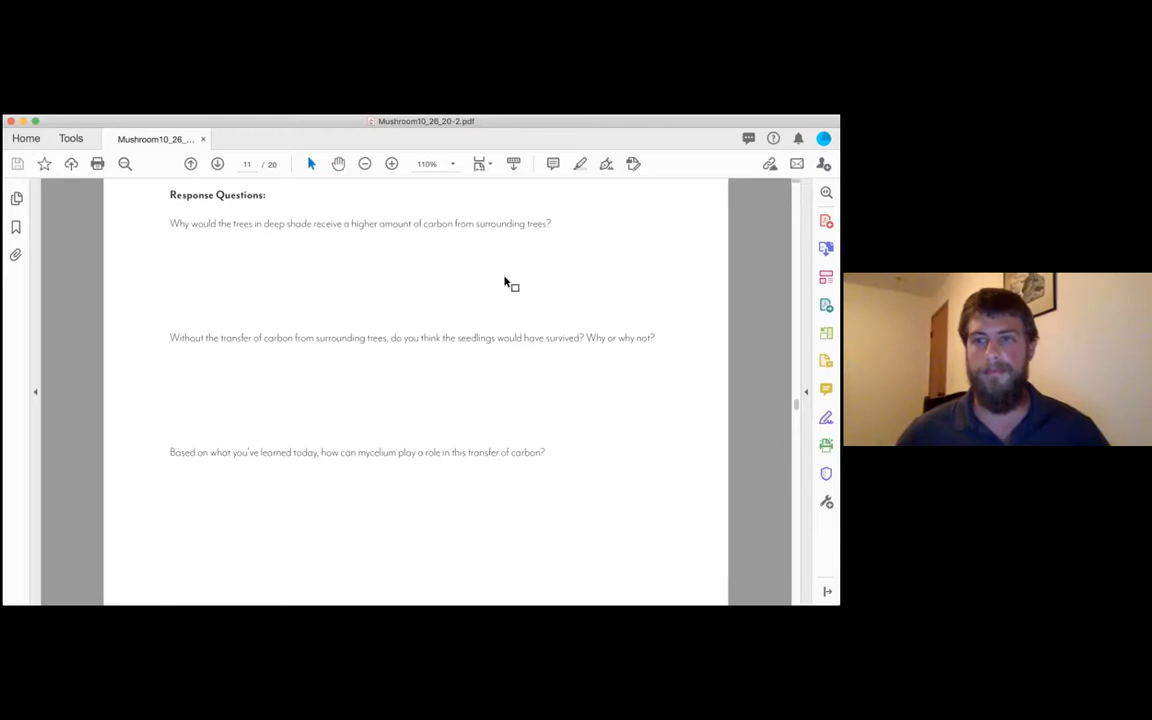 Mushroom10_26_20-2.pdf
Home
Tools
Mushroom10_26_...
11 / 20
110%
Response Questions:
Why would the trees in deep shade receive a higher amount of carbon from surrounding trees?
Without the transfer of carbon from surrounding trees, do you think the seedlings would have survived? Why or why not?
Based on what you've learned today, how can mycelium play a role in this transfer of carbon?